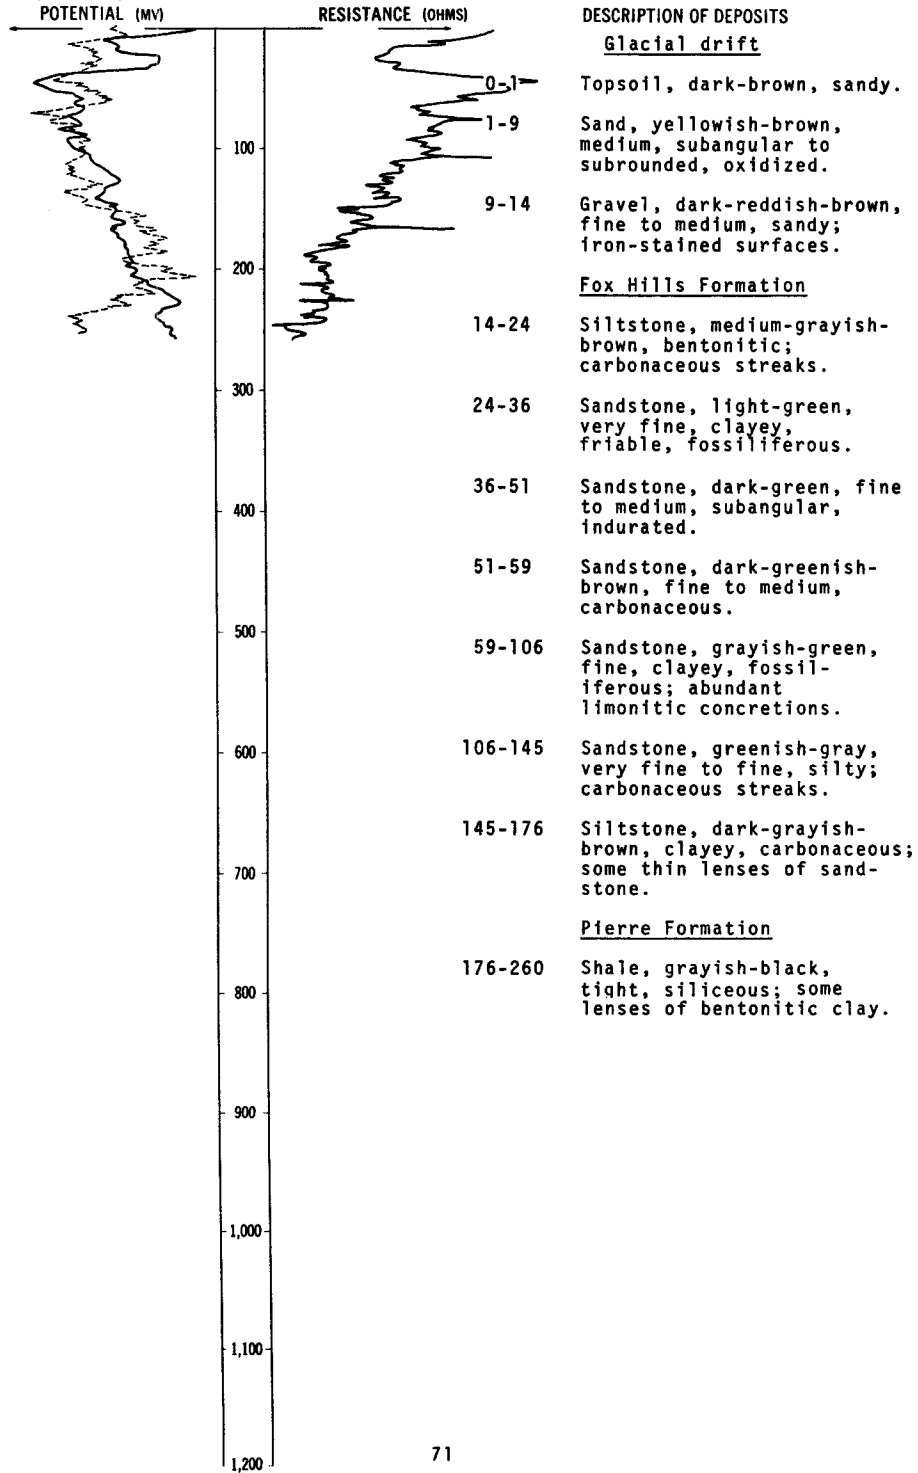 POTENTIAL (MV)
RESISTANCE (OHMS)
DESCRIPTION OF DEPOSITS
Glacial drift
0-1 Topsoil, dark-brown, sandy.
1-9 Sand, yellowish-brown,
medium, subangular to
subrounded, oxidized.
9-14 Gravel, dark-reddish-brown,
fine to medium, sandy;
iron-stained surfaces.
Fox Hills Formation
14-24 Siltstone, medium-grayish-
brown, bentonitic;
carbonaceous streaks.
24-36 Sandstone, light-green,
very fine, clayey,
friable, fossiliferous.
36-51 Sandstone, dark-green, fine
to medium, subangular,
indurated.
51-59 Sandstone, dark-greenish-
brown, fine to medium,
carbonaceous.
59-106 Sandstone, grayish-green,
fine, clayey, fossil-
iferous; abundant
limonitic concretions.
106-145 Sandstone, greenish-gray,
very fine to fine, silty;
carbonaceous streaks.
145-176 Siltstone, dark-grayish-
brown, clayey, carbonaceous;
some thin lenses of sand-
stone.
Pierre Formation
176-260 Shale, grayish-black,
tight, siliceous; some
lenses of bentonitic clay.
100
200
300
400
500
600
700
800
900
1,000
1,100
1,200
71